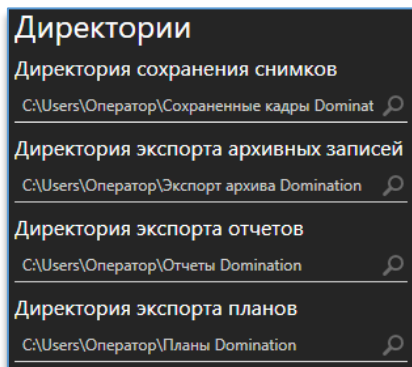 Директории
Директория сохранения снимков
C:\Users\Оператор\Сохраненные кадры Dominat
Директория экспорта архивных записей
C:\Users\Оператор\Экспорт архива Domination
Директория экспорта отчетов
C:\Users\Оператор\Отчеты Domination
Директория экспорта планов
C:\Users\Оператор\Планы Domination